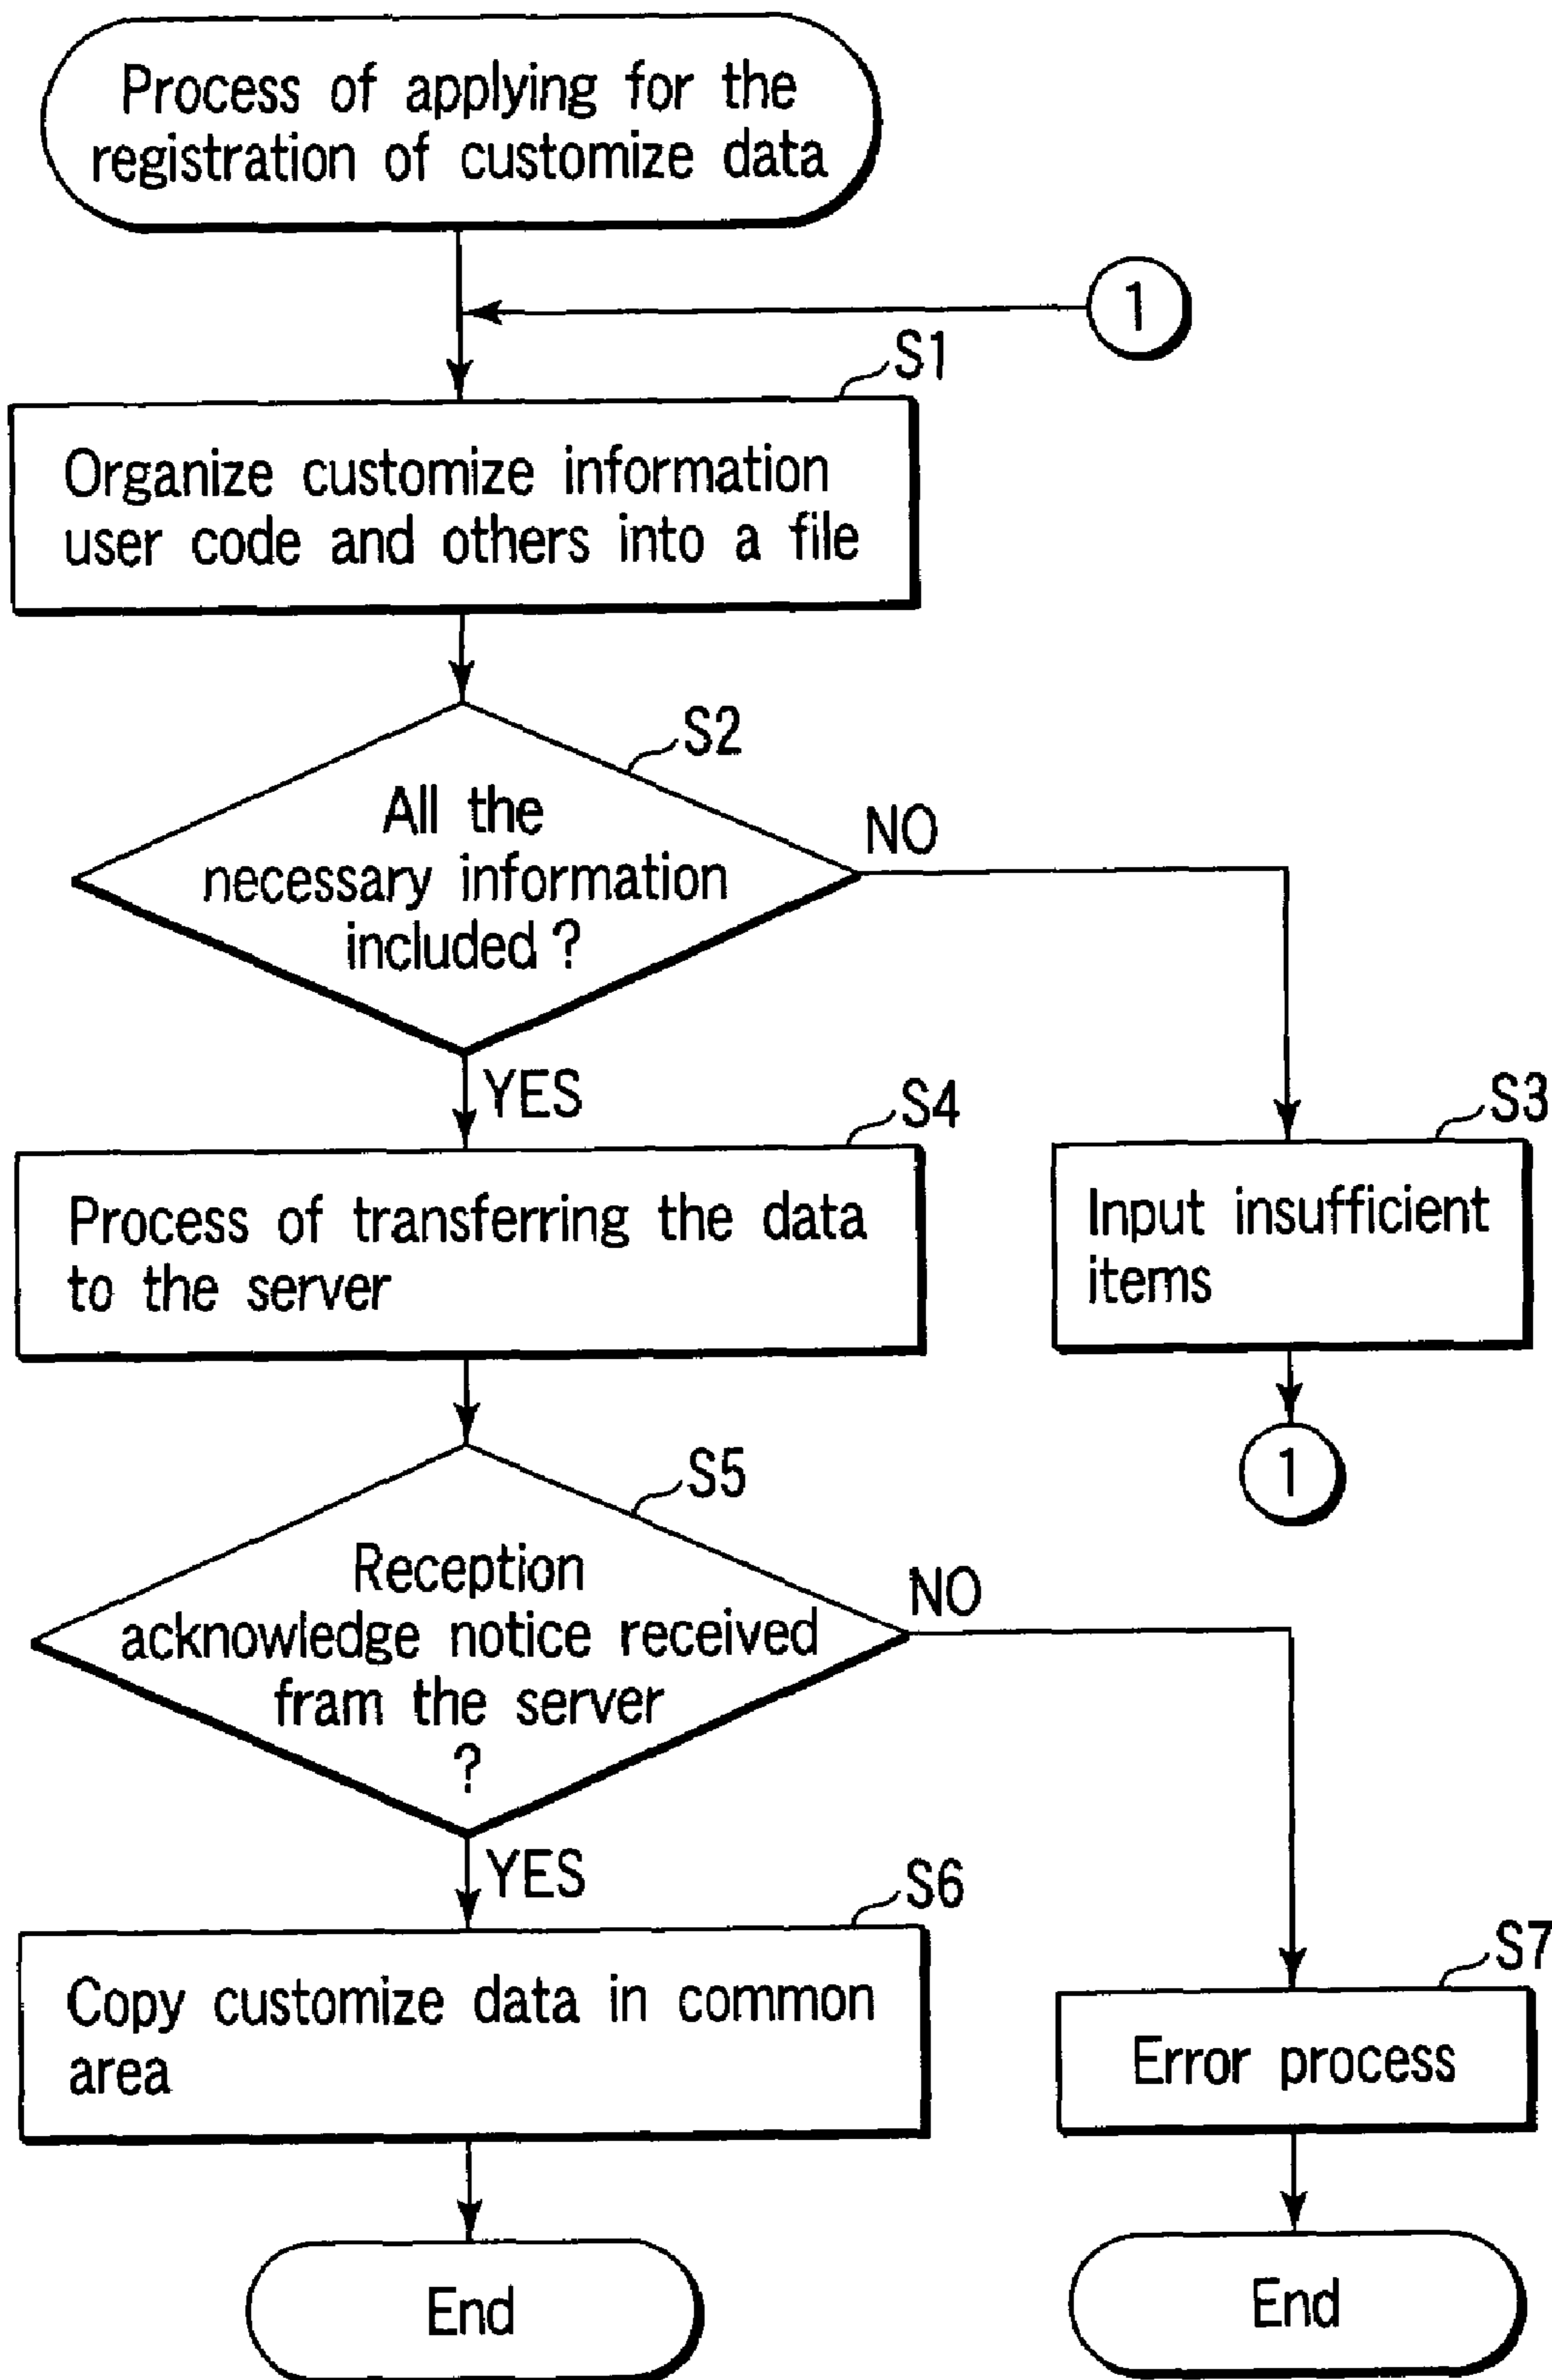 Process of applying for the
registration of customize data
1
S1
Organize customize information
user code and others into a file
S2
All the
necessary information
included ?
NO
YES
S4
Process of transferring the data
to the server
S3
Input insufficient
items
1
S5
Reception
acknowledge notice received
fram the server
?
NO
YES
S6
Copy customize data in common
area
S7
Error process
End
End